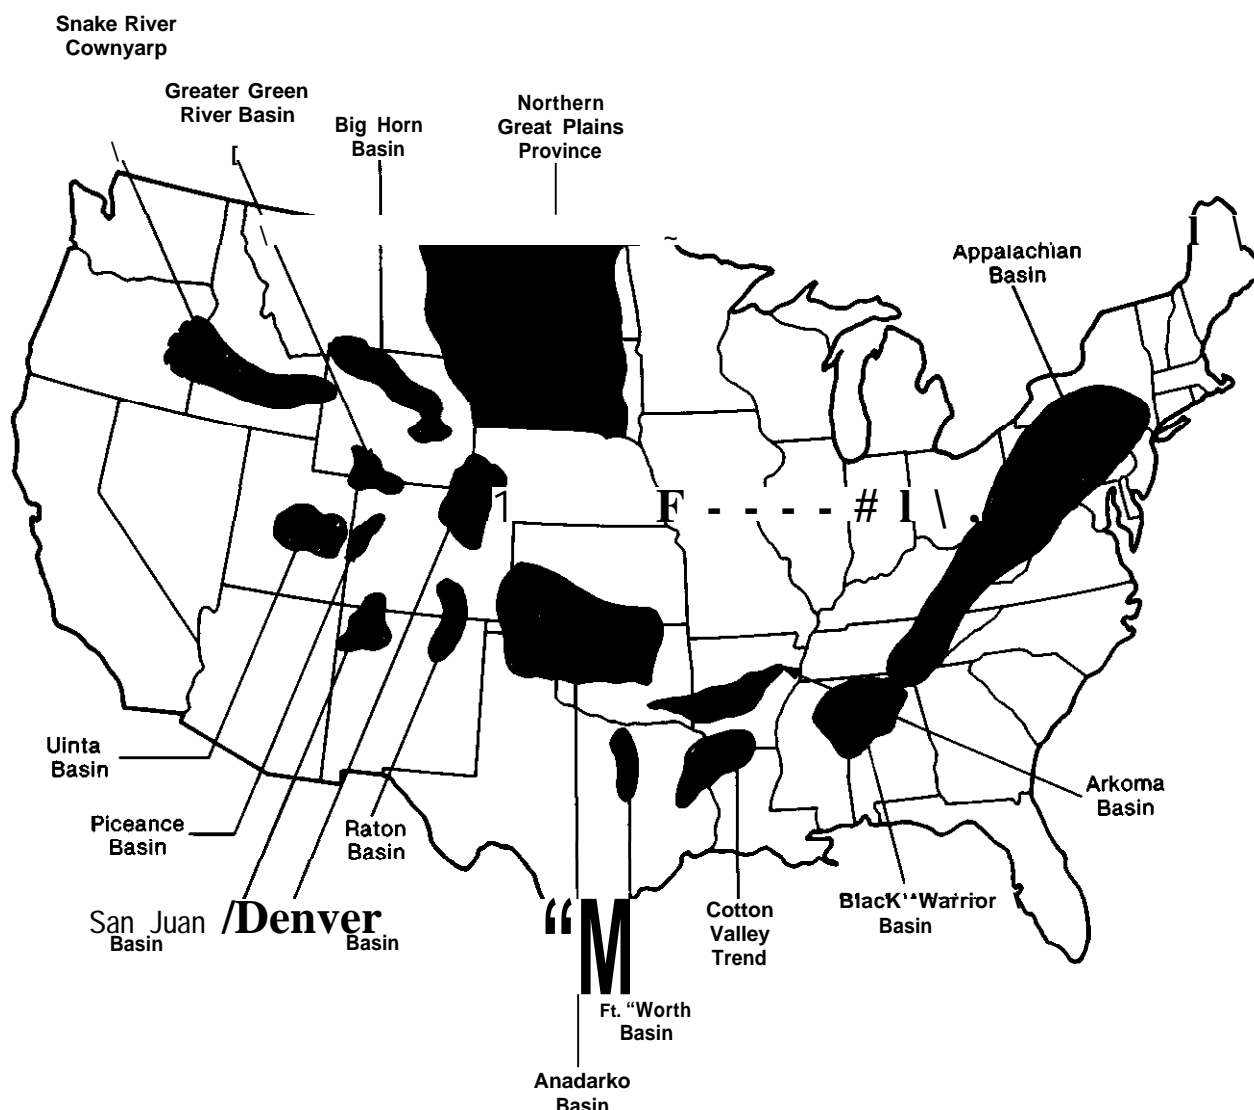 Snake River
Cownyarp
Greater Green
River Basin
[
Big Horn
Basin
Northern
Great Plains
Province
Appalachian
Basin
l
1 F - - - - # l \ .
Uinta
Basin
Piceance
Basin
Raton
Basin
Arkoma
Basin
San Juan /Denver
Basin Basin
“M
Cotton
Valley
Trend
BlacK''Warrior
Basin
Ft. “Worth
Basin
Anadarko
Basin